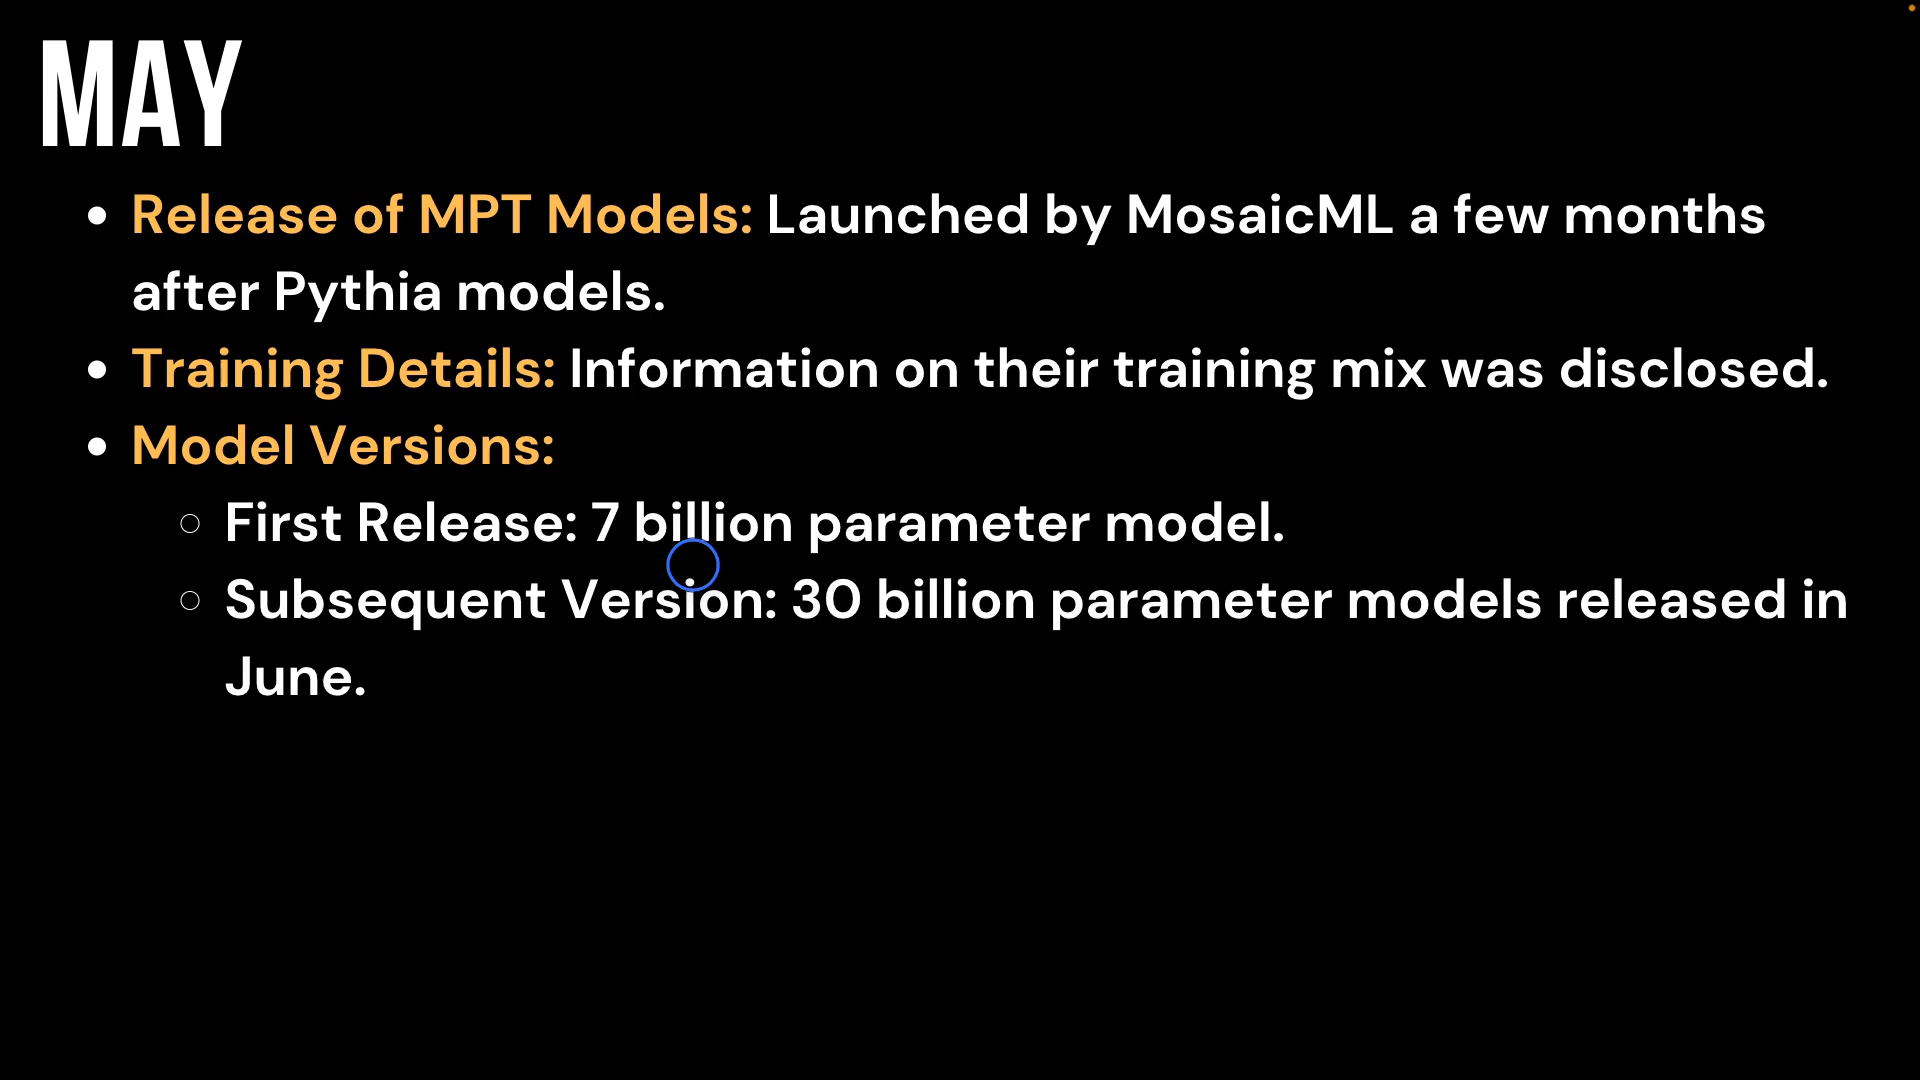 MAY
• Release of MPT Models: Launched by MosaicML a few months
after Pythia models.
• Training Details: Information on their training mix was disclosed.
• Model Versions:
○ First Release: 7 billion parameter model.
○ Subsequent Version: 30 billion parameter models released in
June.